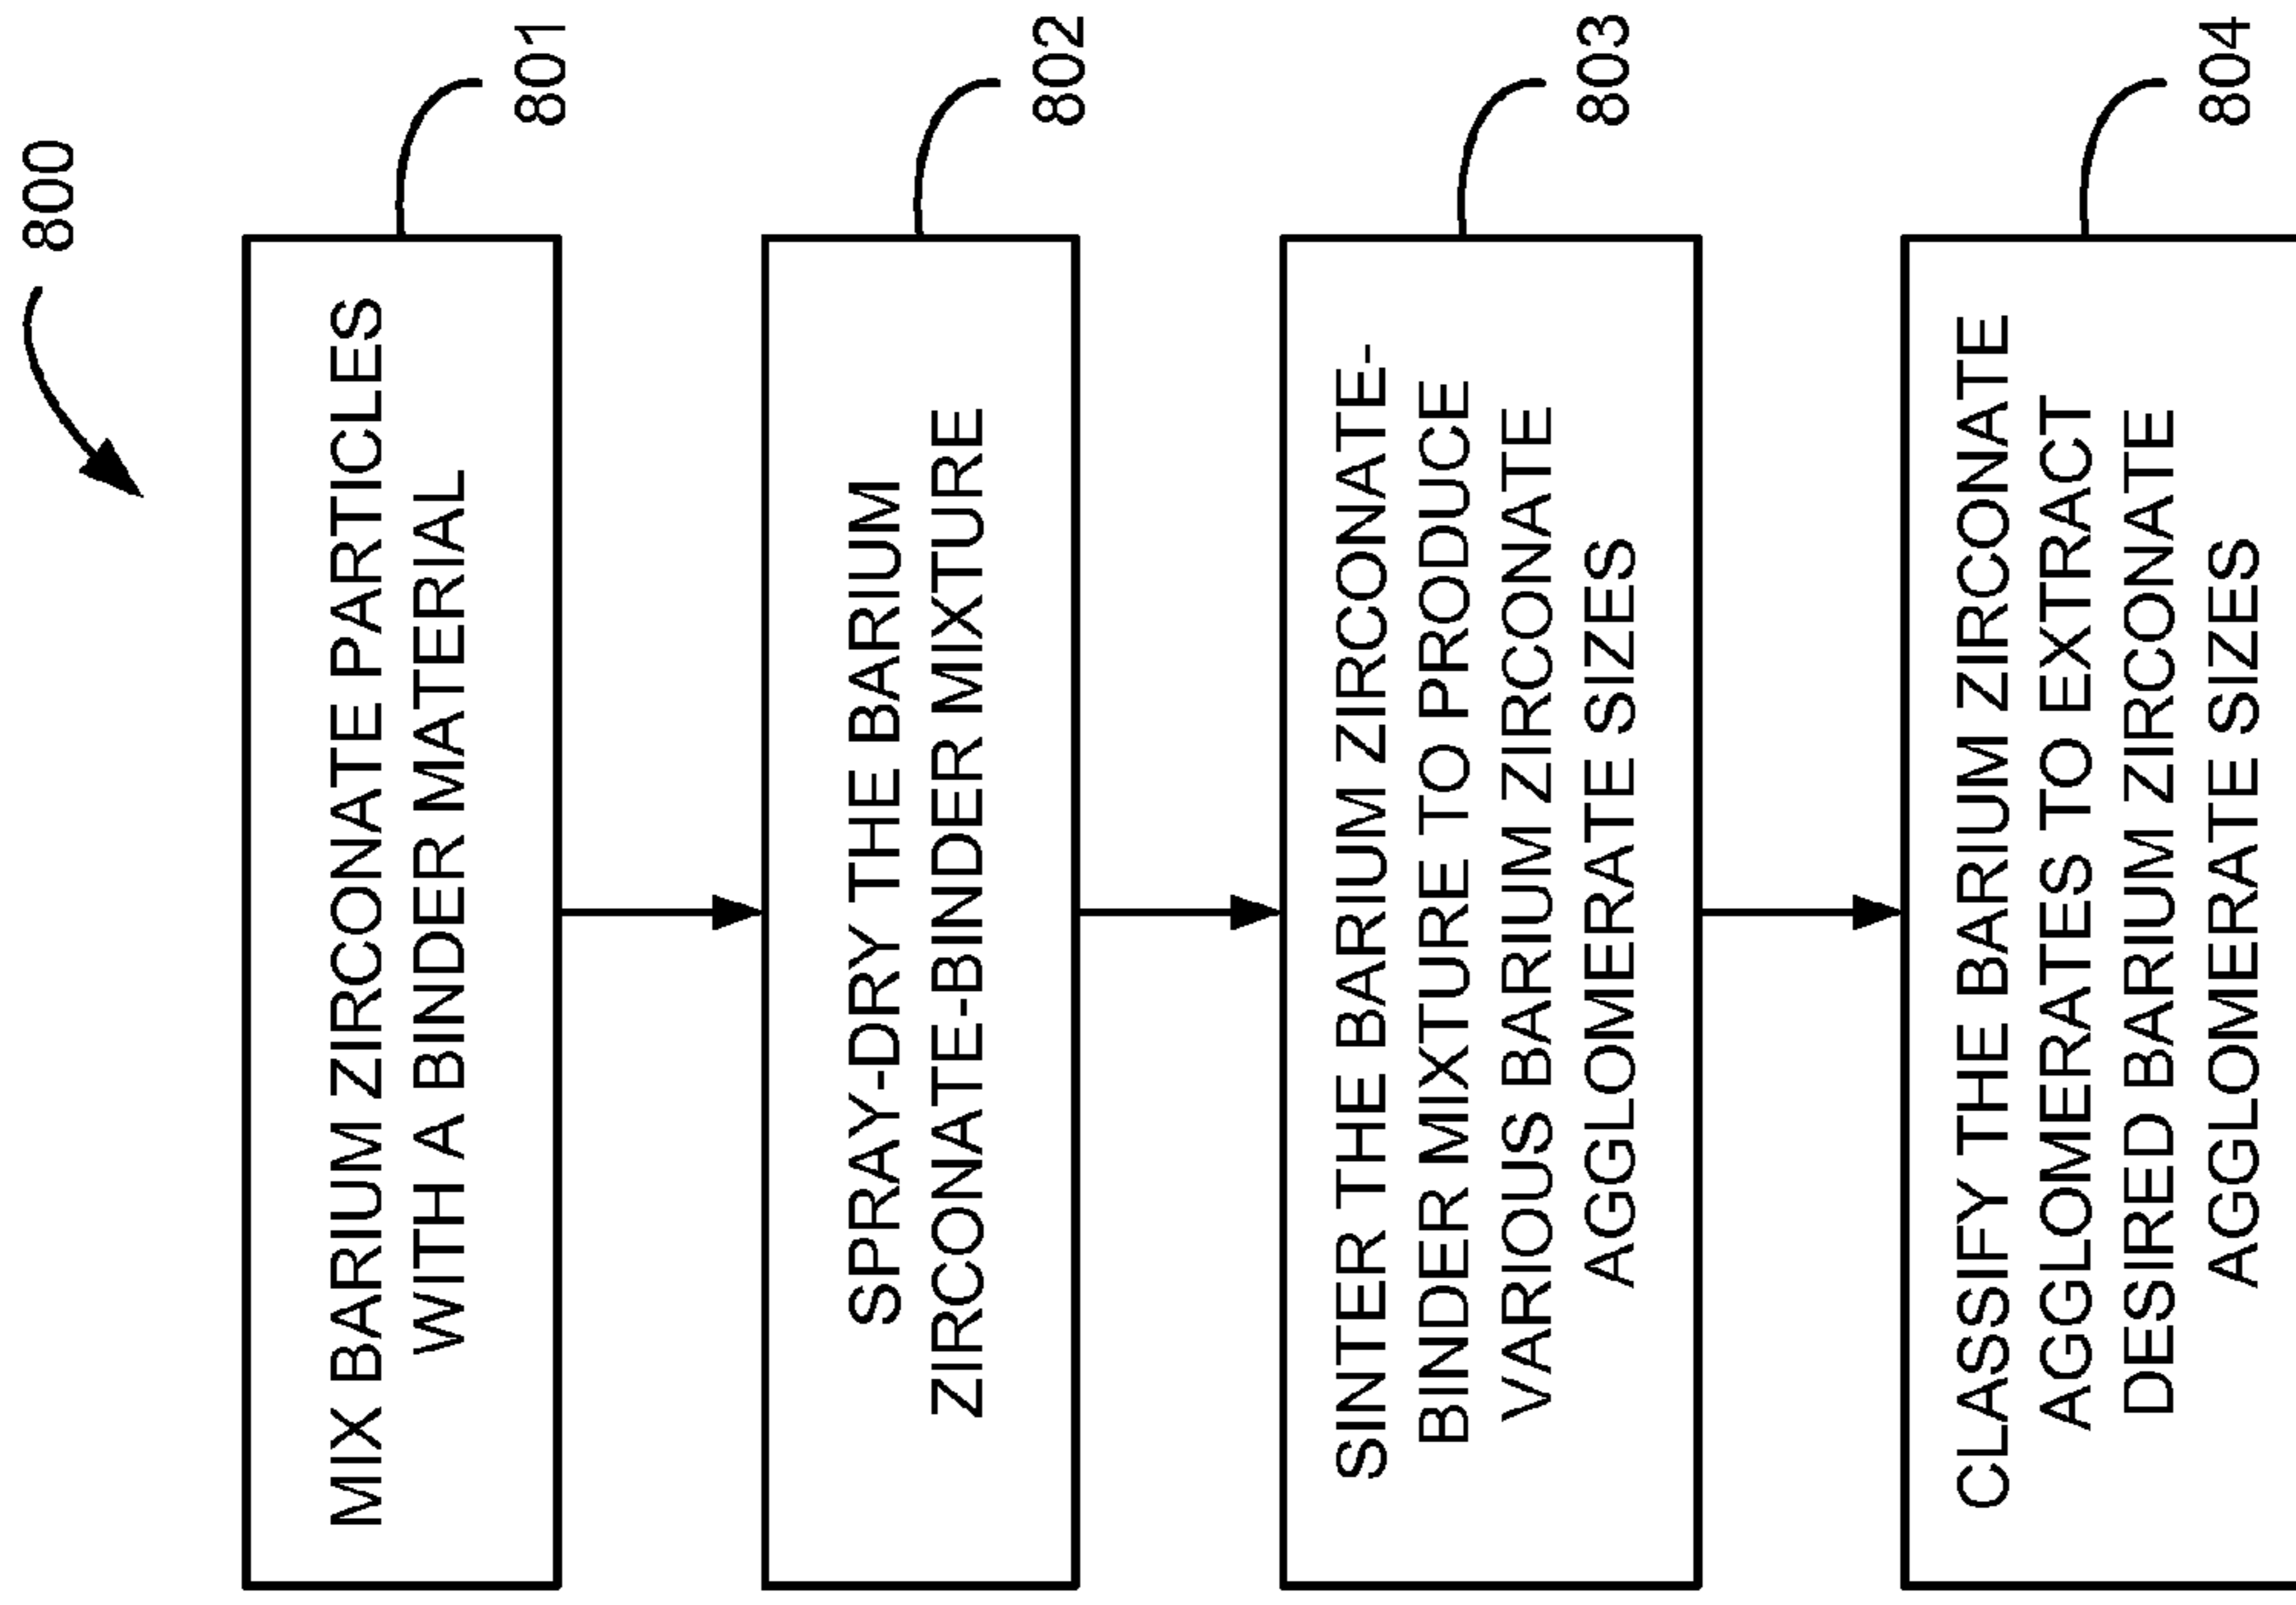 800
MIX BARIUM ZIRCONATE PARTICLES
WITH A BINDER MATERIAL
801
SPRAY-DRY THE BARIUM
ZIRCONATE-BINDER MIXTURE
802
SINTER THE BARIUM ZIRCONATE-
BINDER MIXTURE TO PRODUCE
VARIOUS BARIUM ZIRCONATE
AGGLOMERATE SIZES
803
CLASSIFY THE BARIUM ZIRCONATE
AGGLOMERATES TO EXTRACT
DESIRED BARIUM ZIRCONATE
AGGLOMERATE SIZES
804